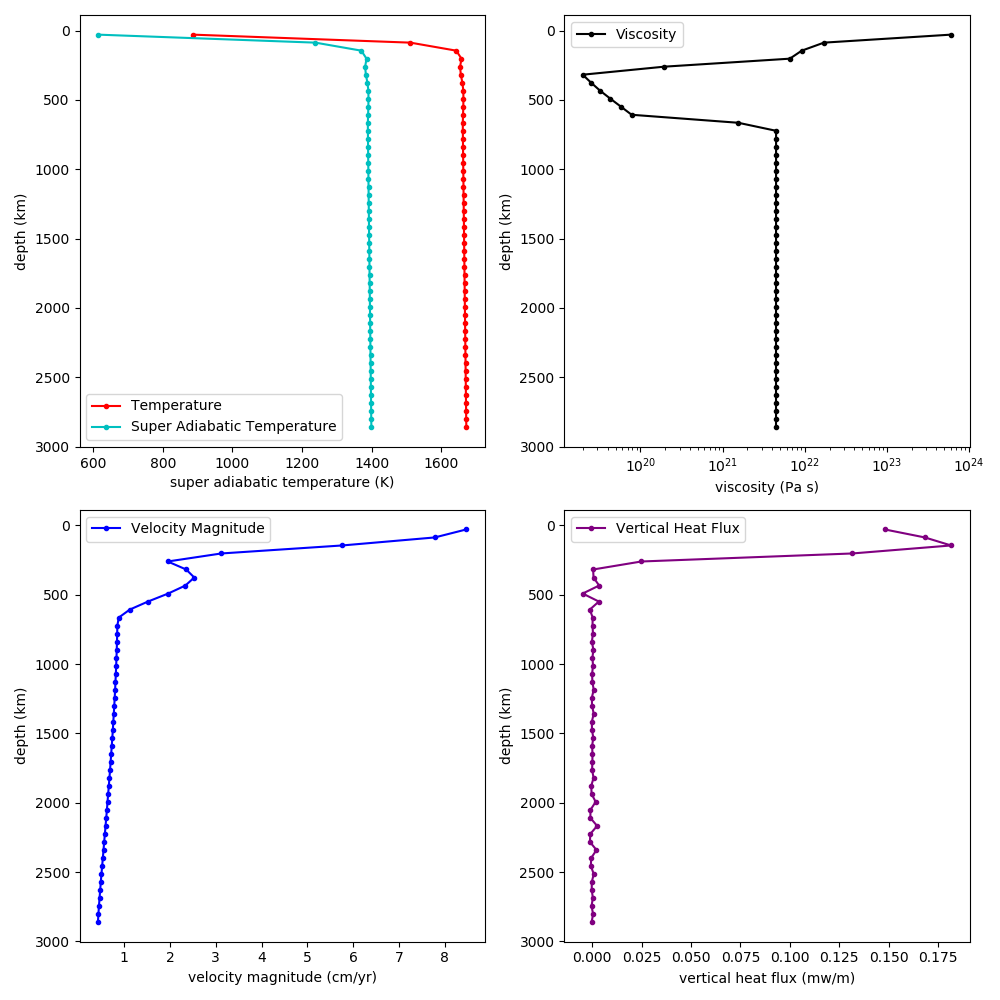 0
500
1000
1500
2000
2500
3000
depth (km)
Temperature
Super Adiabatic Temperature
600 800 1000 1200 1400 1600
super adiabatic temperature (K)
0
500
1000
1500
2000
2500
3000
depth (km)
Viscosity
10^20 10^21 10^22 10^23 10^24
viscosity (Pa s)
0
500
1000
1500
2000
2500
3000
depth (km)
Velocity Magnitude
1 2 3 4 5 6 7 8
velocity magnitude (cm/yr)
0
500
1000
1500
2000
2500
3000
depth (km)
Vertical Heat Flux
0.000 0.025 0.050 0.075 0.100 0.125 0.150 0.175
vertical heat flux (mw/m)